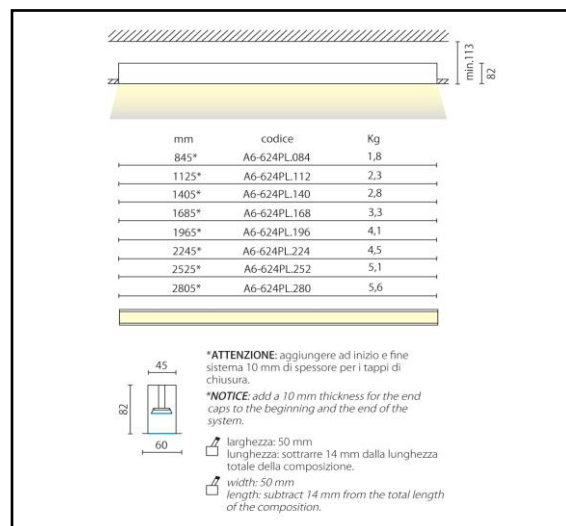 min.113
82
mm codice Kg
845* A6-624PL.084 1,8
1125* A6-624PL.112 2,3
1405* A6-624PL.140 2,8
1685* A6-624PL.168 3,3
1965* A6-624PL.196 4,1
2245* A6-624PL.224 4,5
2525* A6-624PL.252 5,1
2805* A6-624PL.280 5,6
45
82
60
*ATTENZIONE: aggiungere ad inizio e fine
sistema 10 mm di spessore per i tappi di
chiusura.
*NOTICE: add a 10 mm thickness for the end
caps to the beginning and the end of the
system.
larghezza: 50 mm
lunghezza: sottrarre 14 mm dalla lunghezza
totale della composizione.
width: 50 mm
length: subtract 14 mm from the total length
of the composition.